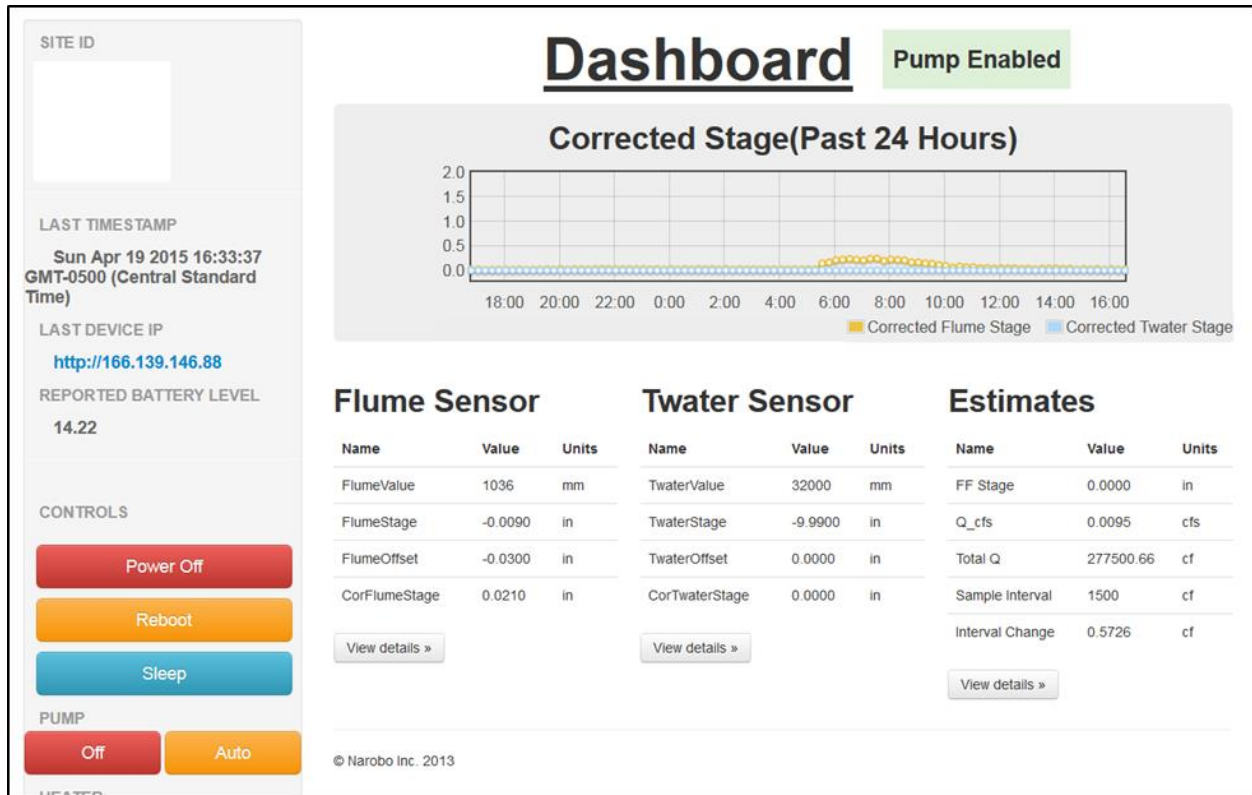 SITE ID
LAST TIMESTAMP
Sun Apr 19 2015 16:33:37
GMT-0500 (Central Standard
Time)
LAST DEVICE IP
http://166.139.146.88
REPORTED BATTERY LEVEL
14.22
CONTROLS
Power Off
Reboot
Sleep
PUMP
Off Auto
HEATER
Dashboard
Pump Enabled
Corrected Stage(Past 24 Hours)
2.0
1.5
1.0
0.5
0.0
18:00 20:00 22:00 0:00 2:00 4:00 6:00 8:00 10:00 12:00 14:00 16:00
Corrected Flume Stage Corrected Twater Stage
Flume Sensor
Name Value Units
FlumeValue 1036 mm
FlumeStage -0.0090 in
FlumeOffset -0.0300 in
CorFlumeStage 0.0210 in
View details »
Twater Sensor
Name Value Units
TwaterValue 32000 mm
TwaterStage -9.9900 in
TwaterOffset 0.0000 in
CorTwaterStage 0.0000 in
View details »
Estimates
Name Value Units
FF Stage 0.0000 in
Q_cfs 0.0095 cfs
Total Q 277500.66 cf
Sample Interval 1500 cf
Interval Change 0.5726 cf
View details »
© Narobo Inc. 2013